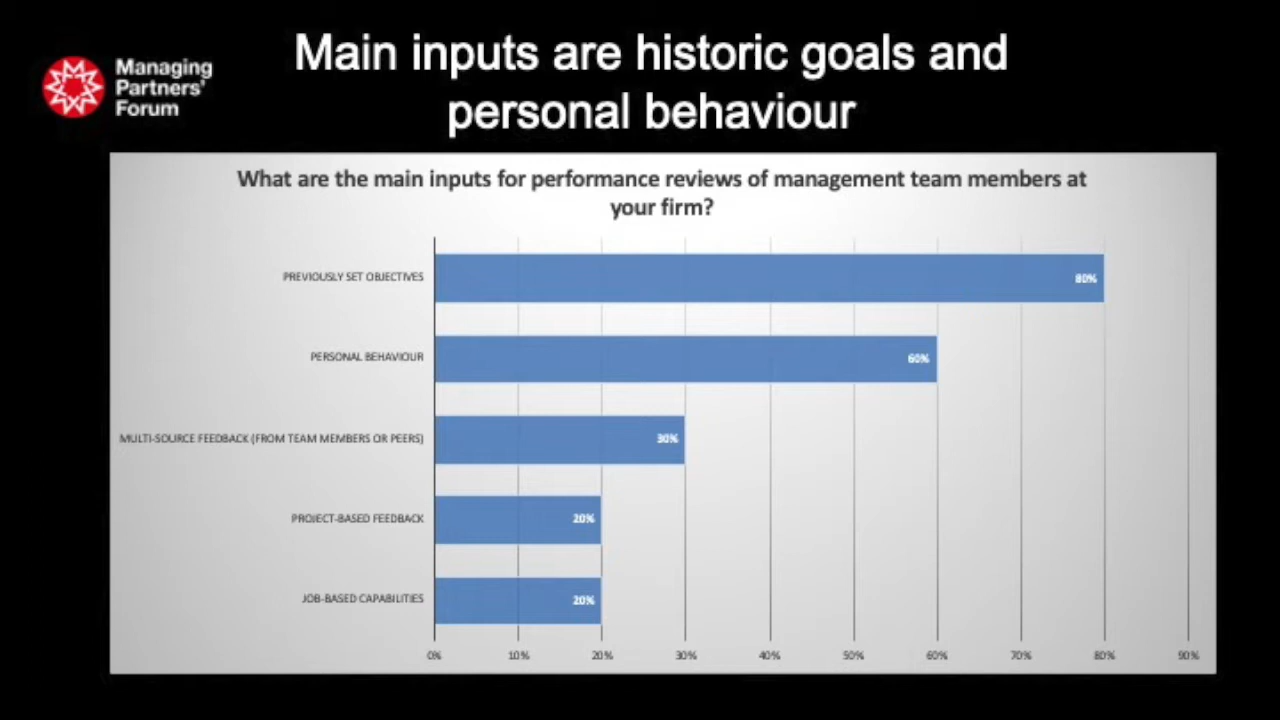 Main inputs are historic goals and
personal behaviour
Managing
Partners'
Forum
What are the main inputs for performance reviews of management team members at
your firm?
PREVIOUSLY SET OBJECTIVES
80%
PERSONAL BEHAVIOUR
60%
MULTI-SOURCE FEEDBACK (FROM TEAM MEMBERS OR PEERS)
30%
PROJECT-BASED FEEDBACK
20%
JOB-BASED CAPABILITIES
20%
0% 10% 20% 30% 40% 50% 60% 70% 80% 90%